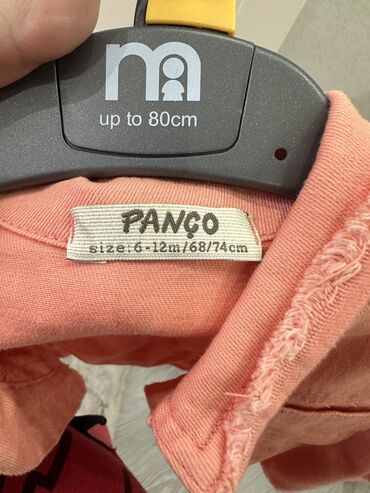 m
up to 80cm
PANÇO
size:6-12m/68/74cm